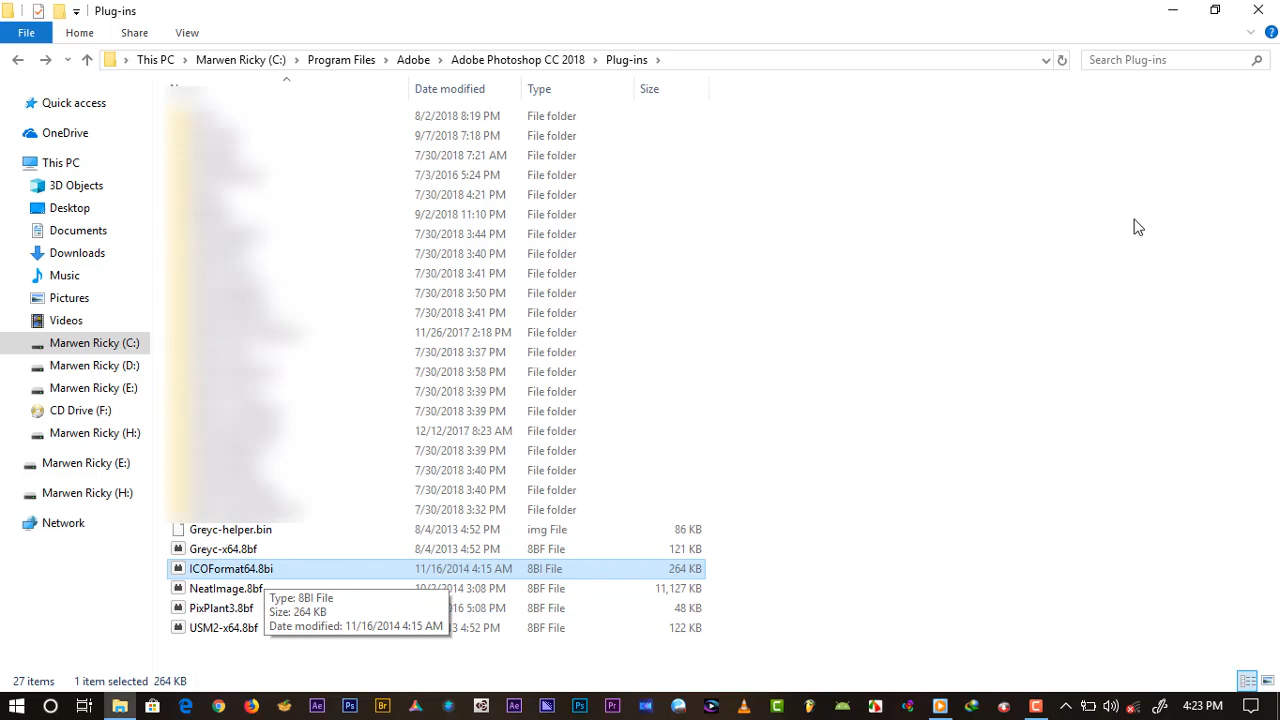 Plug-ins
File Home Share View
This PC Marwen Ricky (C:) Program Files Adobe Adobe Photoshop CC 2018 Plug-ins Search Plug-ins
Date modified Type Size
Quick access
OneDrive
This PC
3D Objects
Desktop
Documents
Downloads
Music
Pictures
Videos
Marwen Ricky (C:)
Marwen Ricky (D:)
Marwen Ricky (E:)
CD Drive (F:)
Marwen Ricky (H:)
Marwen Ricky (E:)
Marwen Ricky (H:)
Network
8/2/2018 8:19 PM File folder
9/7/2018 7:18 PM File folder
7/30/2018 7:21 AM File folder
7/3/2016 5:24 PM File folder
7/30/2018 4:21 PM File folder
9/2/2018 11:10 PM File folder
7/30/2018 3:44 PM File folder
7/30/2018 3:40 PM File folder
7/30/2018 3:41 PM File folder
7/30/2018 3:50 PM File folder
7/30/2018 3:41 PM File folder
11/26/2017 2:18 PM File folder
7/30/2018 3:37 PM File folder
7/30/2018 3:58 PM File folder
7/30/2018 3:39 PM File folder
7/30/2018 3:39 PM File folder
12/12/2017 8:23 AM File folder
7/30/2018 3:39 PM File folder
7/30/2018 3:40 PM File folder
7/30/2018 3:40 PM File folder
7/30/2018 3:32 PM File folder
Greyc-helper.bin 8/4/2013 4:52 PM img File 86 KB
Greyc-x64.8bf 8/4/2013 4:52 PM 8BF File 121 KB
ICOFormat64.8bi 11/16/2014 4:15 AM 8BI File 264 KB
NeatImage.8bf 10/2/2014 3:08 PM 8BF File 11,127 KB
PixPlant3.8bf 5:08 PM 8BF File 48 KB
USM2-x64.8bf 4:52 PM 8BF File 122 KB
Type: 8BI File
Size: 264 KB
Date modified: 11/16/2014 4:15 AM
27 items 1 item selected 264 KB
4:23 PM